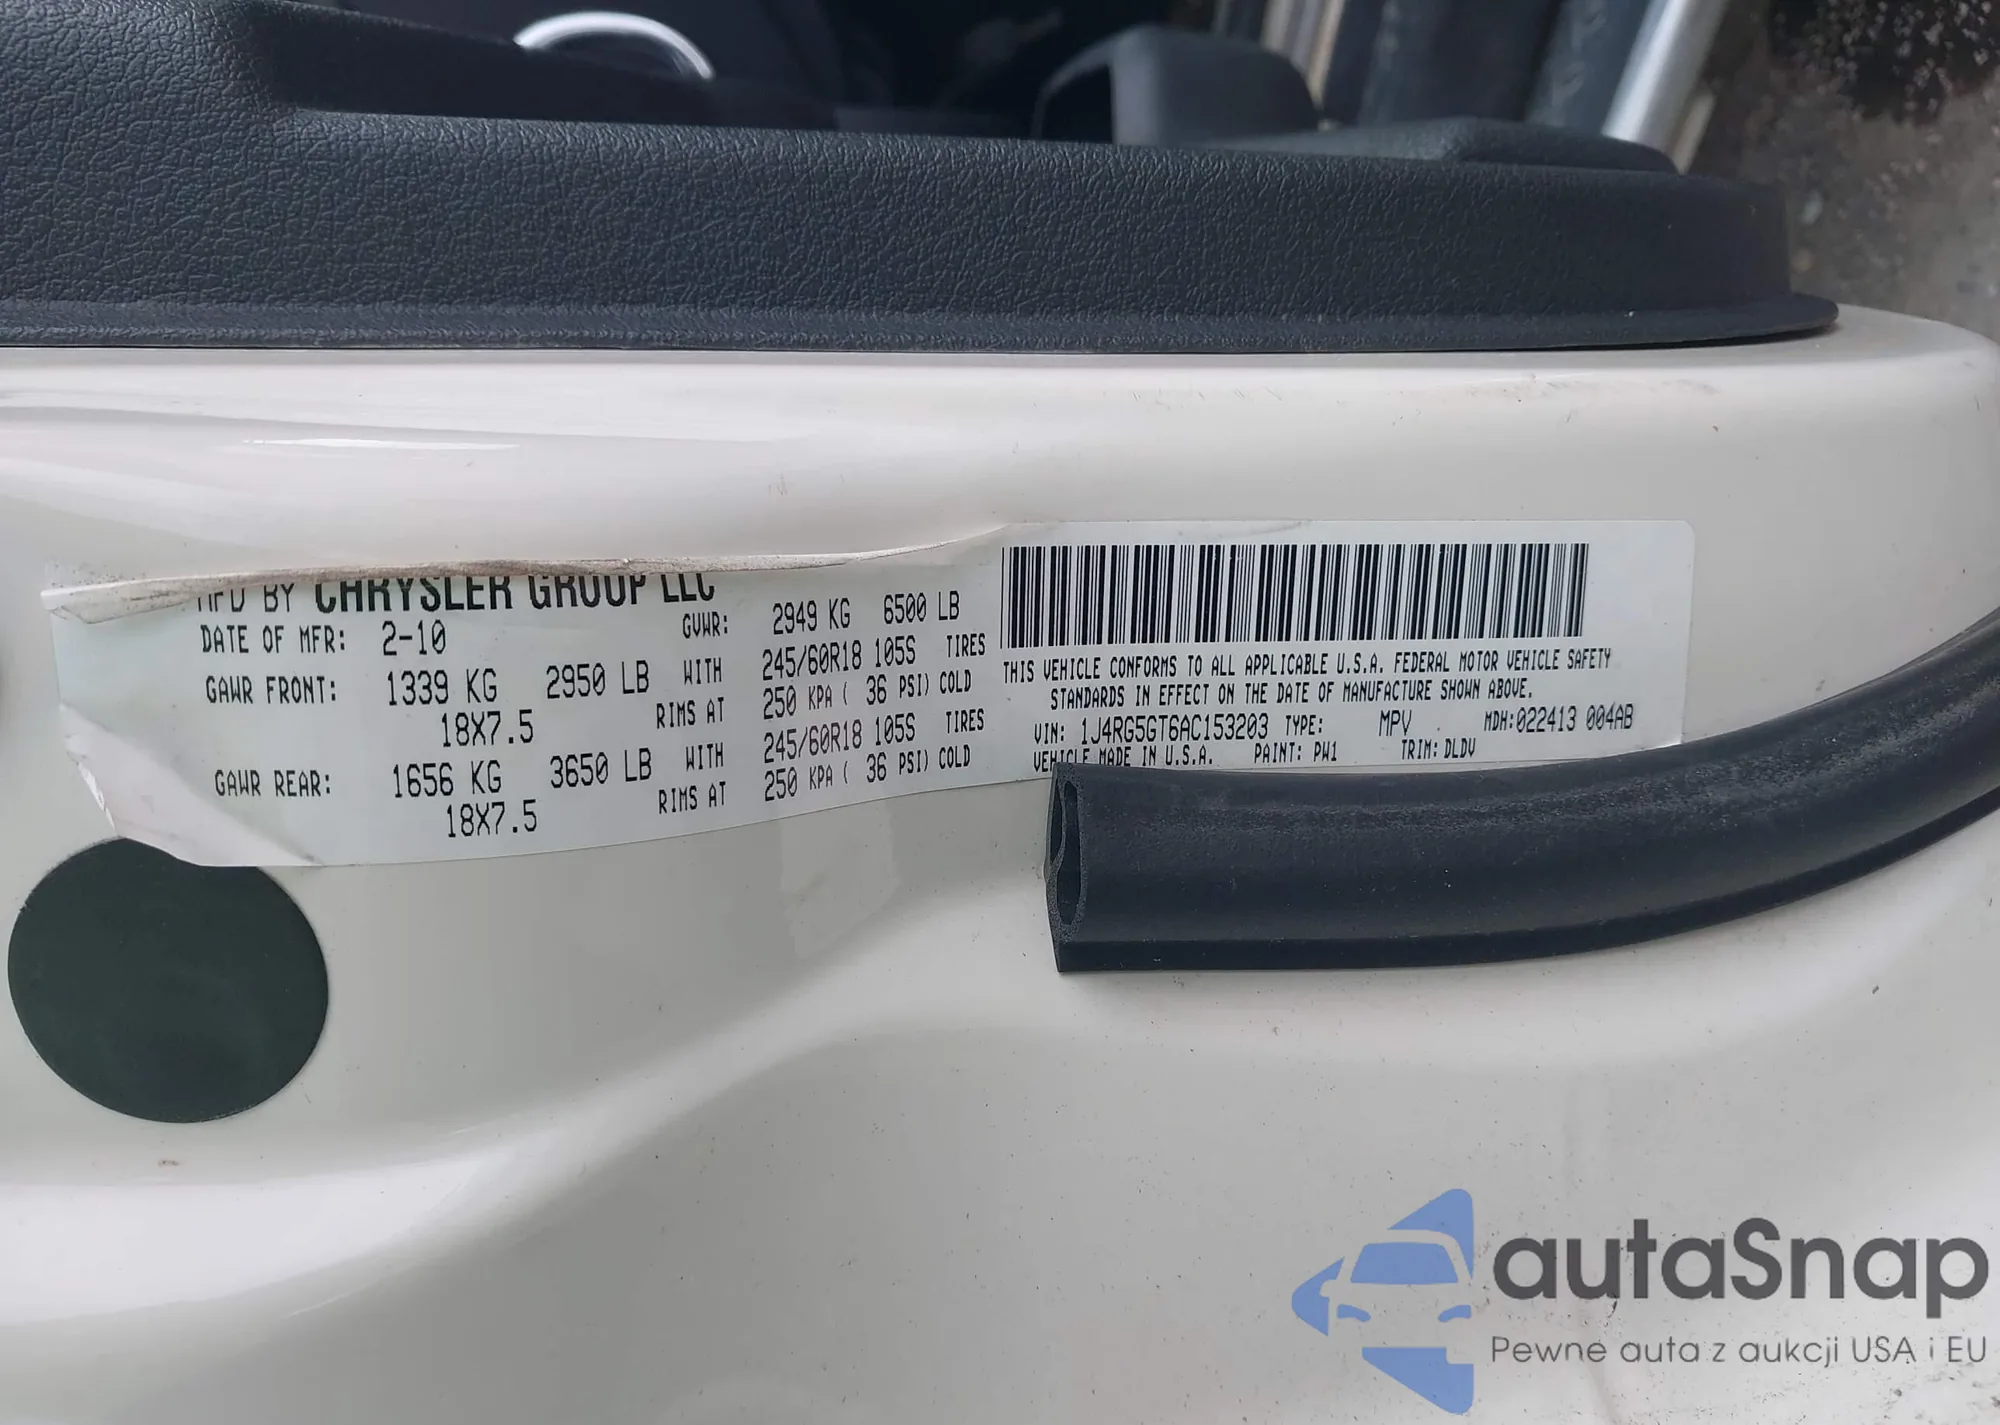 MFD BY CHRYSLER GROUP LLC
DATE OF MFR: 2-10 GVWR: 2949 KG 6500 LB
GAWR FRONT: 1339 KG 2950 LB WITH 245/60R18 105S TIRES
18X7.5 RIMS AT 250 KPA ( 36 PSI) COLD
GAWR REAR: 1656 KG 3650 LB WITH 245/60R18 105S TIRES
18X7.5 RIMS AT 250 KPA ( 36 PSI) COLD
THIS VEHICLE CONFORMS TO ALL APPLICABLE U.S.A. FEDERAL MOTOR VEHICLE SAFETY
STANDARDS IN EFFECT ON THE DATE OF MANUFACTURE SHOWN ABOVE.
VIN: 1J4RG5GT6AC153203 TYPE: MPV MDH:022413 004AB
VEHICLE MADE IN U.S.A. PAINT: PW1 TRIM: DLDV
autaSnap
Pewne auta z aukcji USA i EU